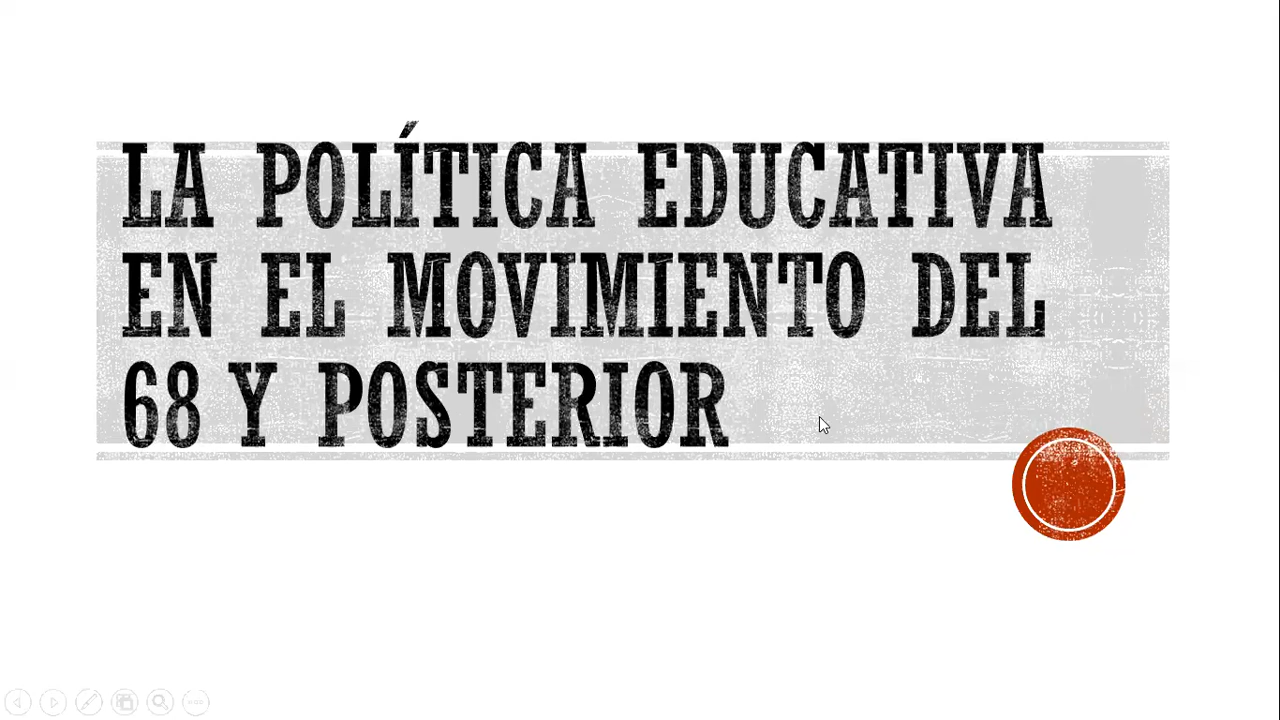 LA POLÍTICA EDUCATIVA
EN EL MOVIMIENTO DEL
68 Y POSTERIOR